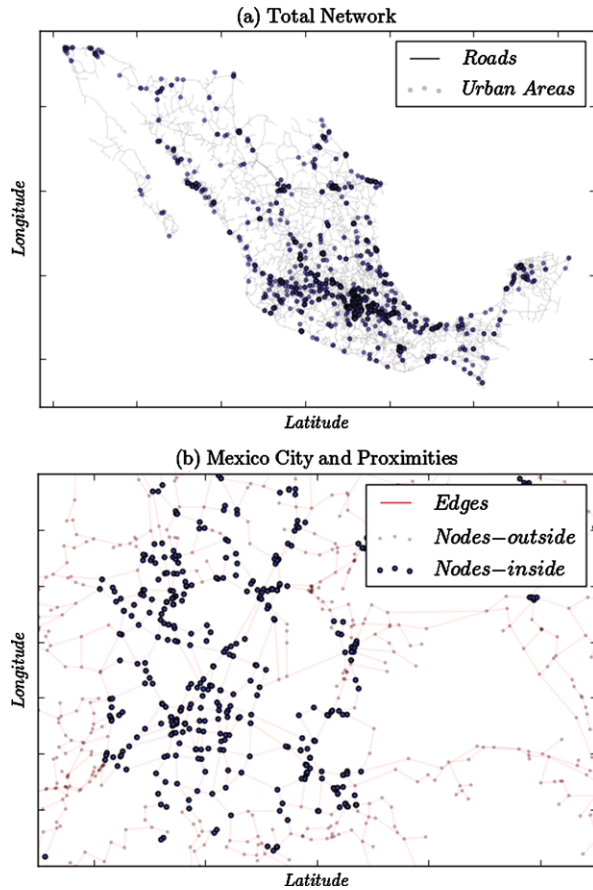 (a) Total Network
Roads
Urban Areas
Longitude
Latitude
(b) Mexico City and Proximities
Edges
Nodes-outside
Nodes-inside
Longitude
Latitude